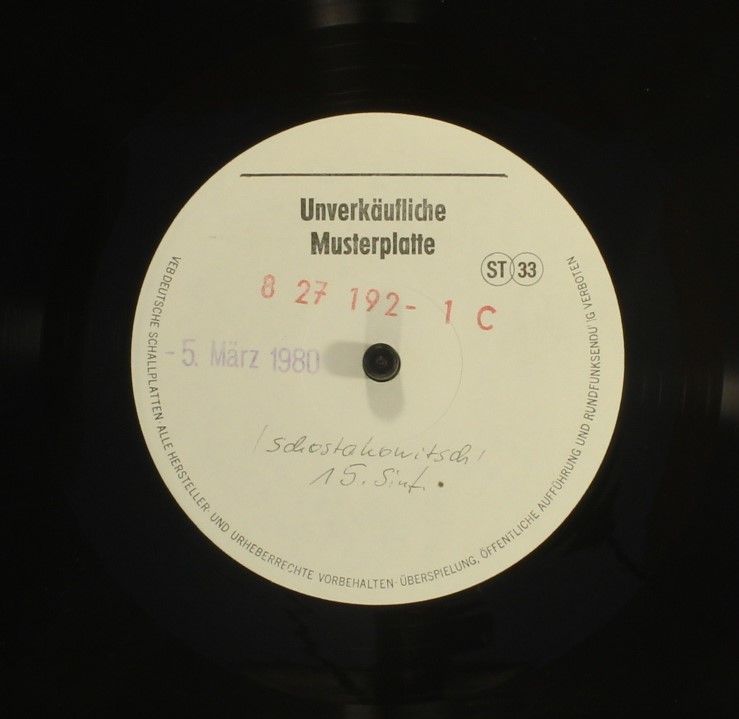 Unverkäufliche
Musterplatte
ST 33
8 27 192- 1 C
- 5. März 1980
/Schostakowitsch/
15. Sinf.
VEB DEUTSCHE SCHALLPLATTEN· ALLE HERSTELLER- UND URHEBERRECHTE VORBEHALTEN· ÜBERSPIELUNG, ÖFFENTLICHE AUFFÜHRUNG UND RUNDFUNKSENDUNG VERBOTEN